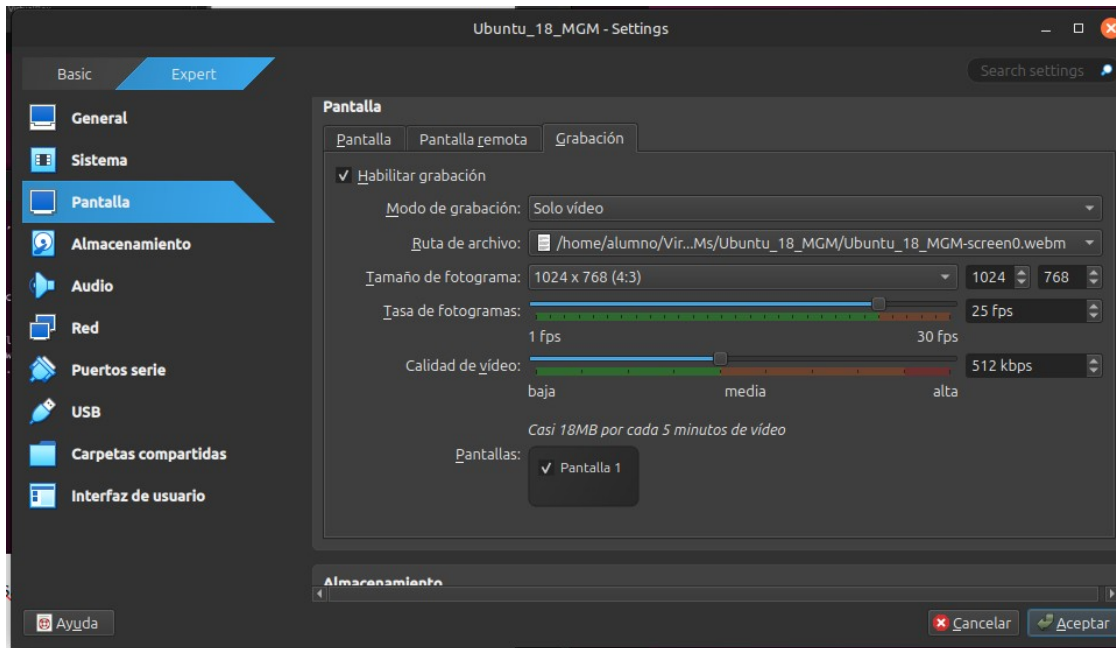 Ubuntu_18_MGM - Settings
Basic
Expert
Search settings
General
Sistema
Pantalla
Almacenamiento
Audio
Red
Puertos serie
USB
Carpetas compartidas
Interfaz de usuario
Pantalla
Pantalla
Pantalla remota
Grabación
Habilitar grabación
Modo de grabación: Solo vídeo
Ruta de archivo: /home/alumno/Vir...Ms/Ubuntu_18_MGM/Ubuntu_18_MGM-screen0.webm
Tamaño de fotograma: 1024 x 768 (4:3) 1024 768
Tasa de fotogramas: 25 fps
1 fps 30 fps
Calidad de vídeo: 512 kbps
baja media alta
Casi 18MB por cada 5 minutos de vídeo
Pantallas:
Pantalla 1
Almacenamiento
Ayuda
Cancelar
Aceptar